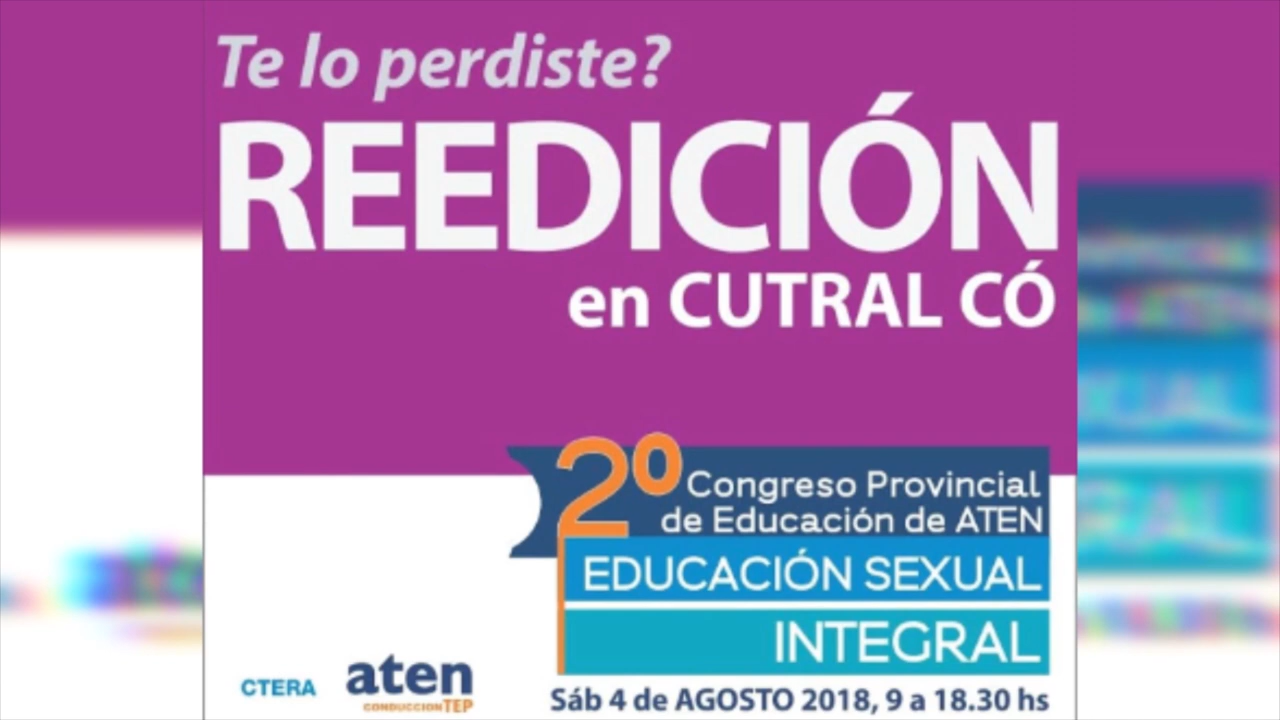 Te lo perdiste?
REEDICIÓN
en CUTRAL CÓ
2º
Congreso Provincial
de Educación de ATEN
EDUCACIÓN SEXUAL
INTEGRAL
Sáb 4 de AGOSTO 2018, 9 a 18.30 hs
CTERA
aten
CONDUCCION TEP